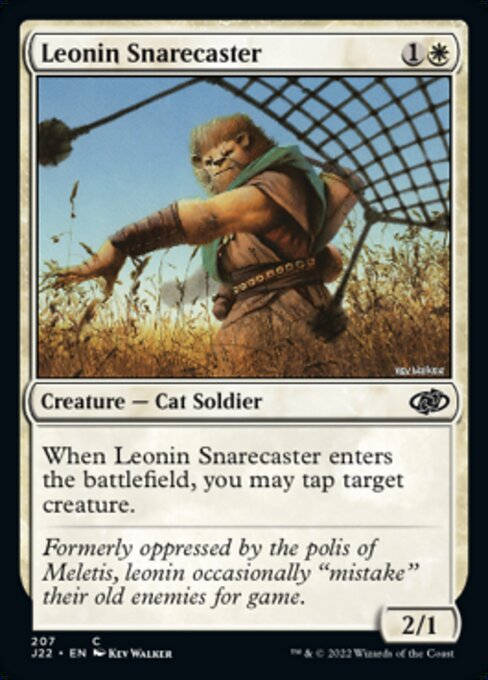 Leonin Snarecaster 1
Kev Walker
Creature — Cat Soldier
When Leonin Snarecaster enters
the battlefield, you may tap target
creature.
Formerly oppressed by the polis of
Meletis, leonin occasionally “mistake”
their old enemies for game.
2/1
207 C
J22 • EN Kev Walker
™ & © 2022 Wizards of the Coast